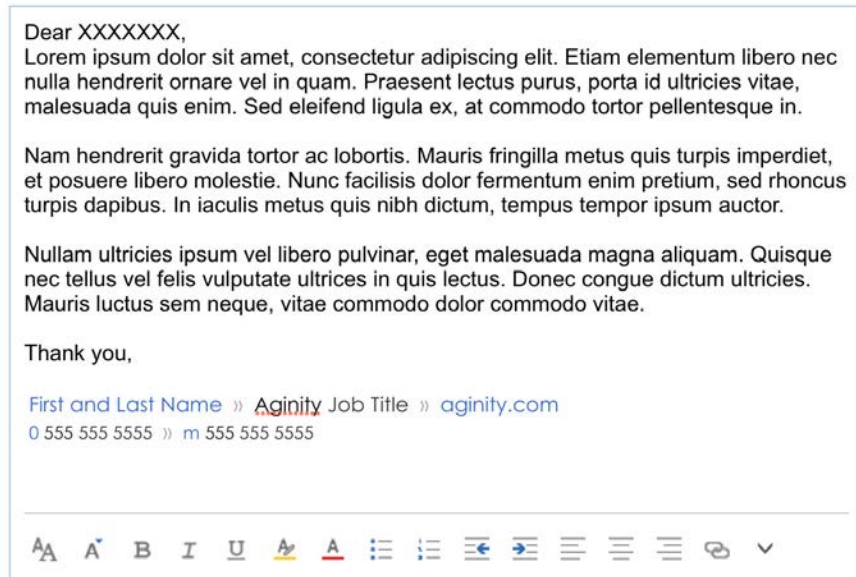 Dear XXXXXXX,
Lorem ipsum dolor sit amet, consectetur adipiscing elit. Etiam elementum libero nec
nulla hendrerit ornare vel in quam. Praesent lectus purus, porta id ultricies vitae,
malesuada quis enim. Sed eleifend ligula ex, at commodo tortor pellentesque in.
Nam hendrerit gravida tortor ac lobortis. Mauris fringilla metus quis turpis imperdiet,
et posuere libero molestie. Nunc facilisis dolor fermentum enim pretium, sed rhoncus
turpis dapibus. In iaculis metus quis nibh dictum, tempus tempor ipsum auctor.
Nullam ultricies ipsum vel libero pulvinar, eget malesuada magna aliquam. Quisque
nec tellus vel felis vulputate ultrices in quis lectus. Donec congue dictum ultricies.
Mauris luctus sem neque, vitae commodo dolor commodo vitae.
Thank you,
First and Last Name » Aginity Job Title » aginity.com
0 555 555 5555 » m 555 555 5555